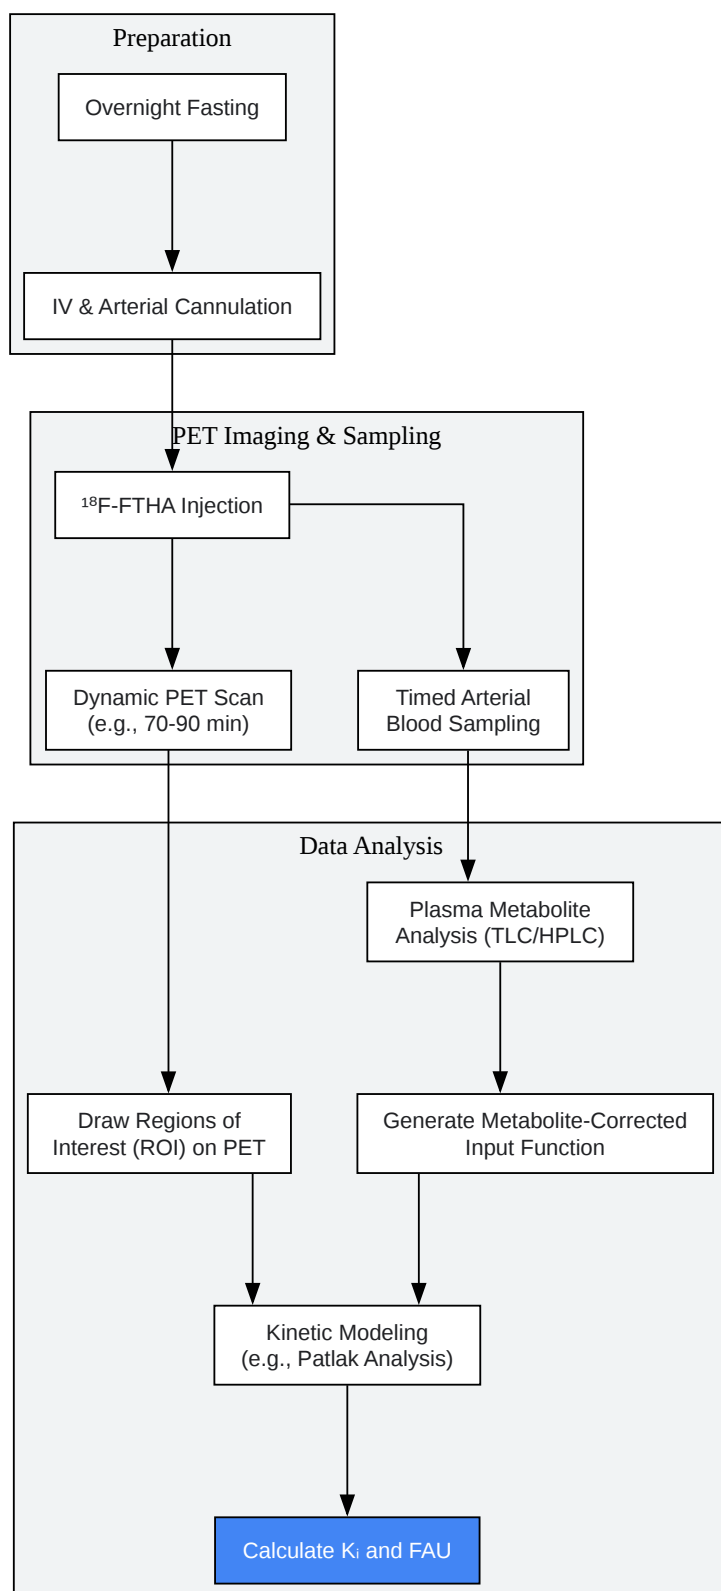 Preparation
Overnight Fasting
IV & Arterial Cannulation
PET Imaging & Sampling
¹⁸F-FTHA Injection
Dynamic PET Scan
(e.g., 70-90 min)
Timed Arterial
Blood Sampling
Data Analysis
Plasma Metabolite
Analysis (TLC/HPLC)
Draw Regions of
Interest (ROI) on PET
Generate Metabolite-Corrected
Input Function
Kinetic Modeling
(e.g., Patlak Analysis)
Calculate Kᵢ and FAU